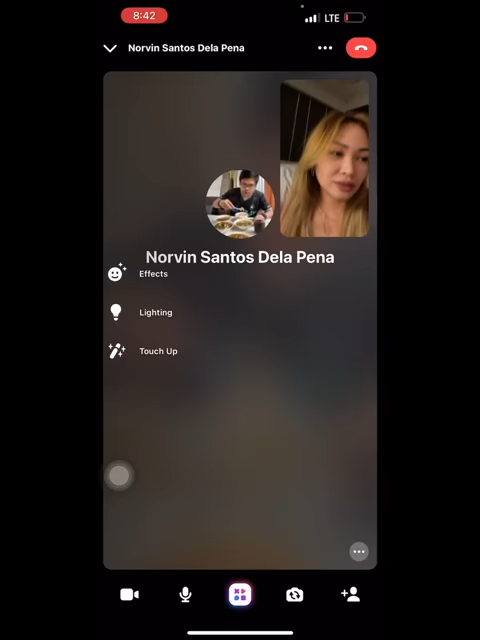 8:42
LTE
Norvin Santos Dela Pena
Norvin Santos Dela Pena
Effects
Lighting
Touch Up